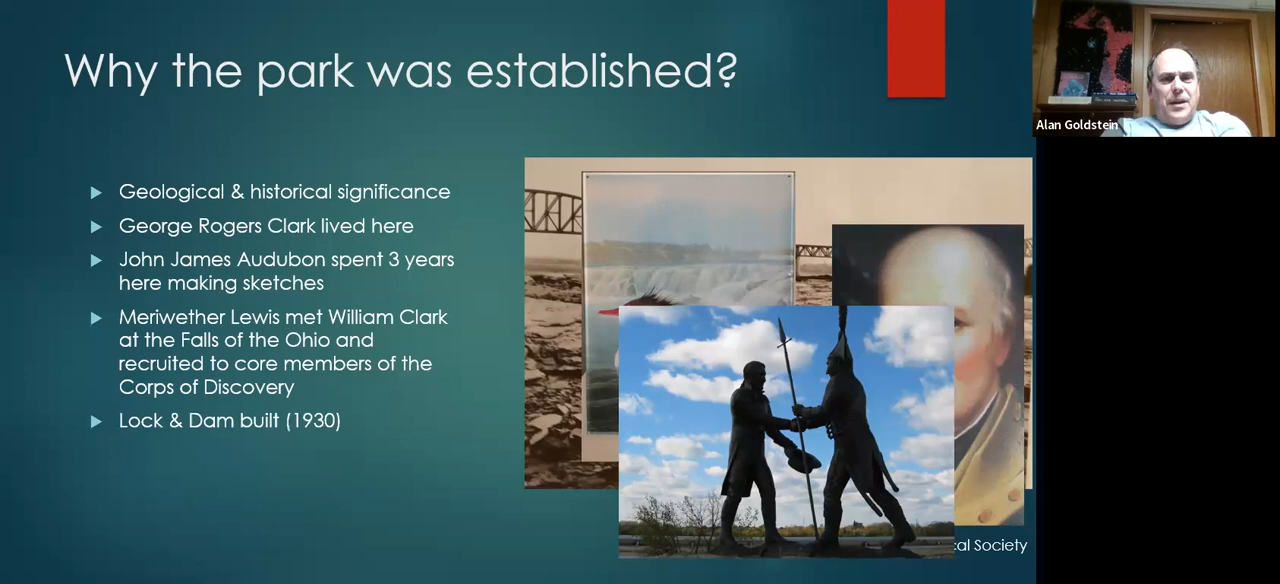 Why the park was established?
Geological & historical significance
George Rogers Clark lived here
John James Audubon spent 3 years
here making sketches
Meriwether Lewis met William Clark
at the Falls of the Ohio and
recruited to core members of the
Corps of Discovery
Lock & Dam built (1930)
Society
Alan Goldstein